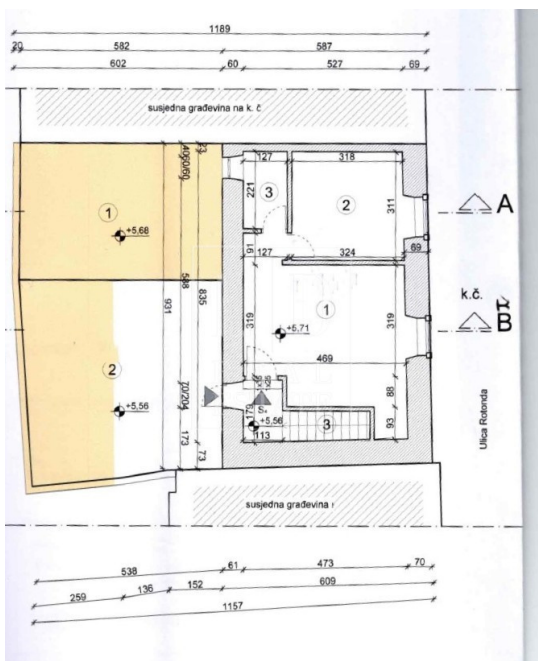 1189
20 582 587
602 60 527 69
susjedna građevina na k. č
127 318
221
3
2
311
A
1
+5,68
91
127 324
69
k.č.
B
931
588
835
319
1
+5,71
319
469
2
+5,56
70/204
173
73
S
179
+5,56
113
3
88
93
Ulica Rotonda
susjedna građevina
538 61 473 70
259 136 152 609
1157